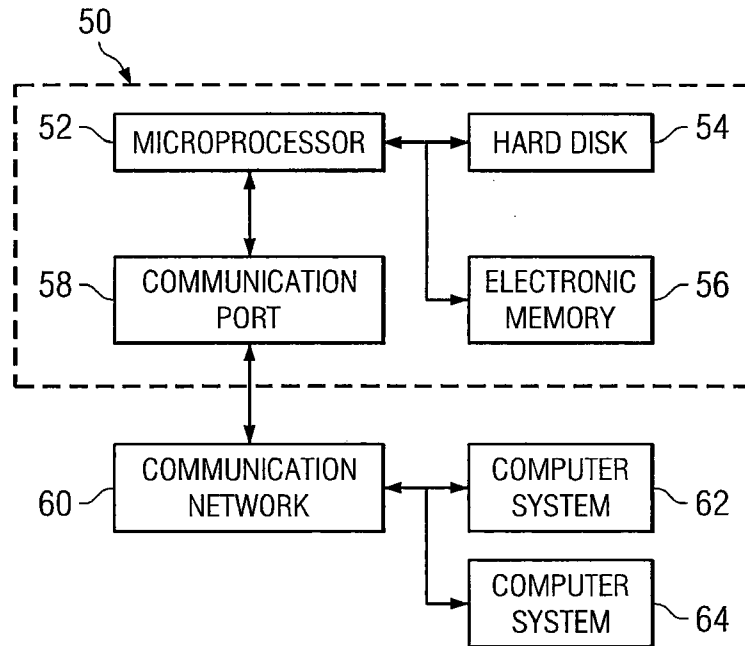 50
52 MICROPROCESSOR HARD DISK 54
58 COMMUNICATION PORT ELECTRONIC MEMORY 56
60 COMMUNICATION NETWORK COMPUTER SYSTEM 62
COMPUTER SYSTEM 64